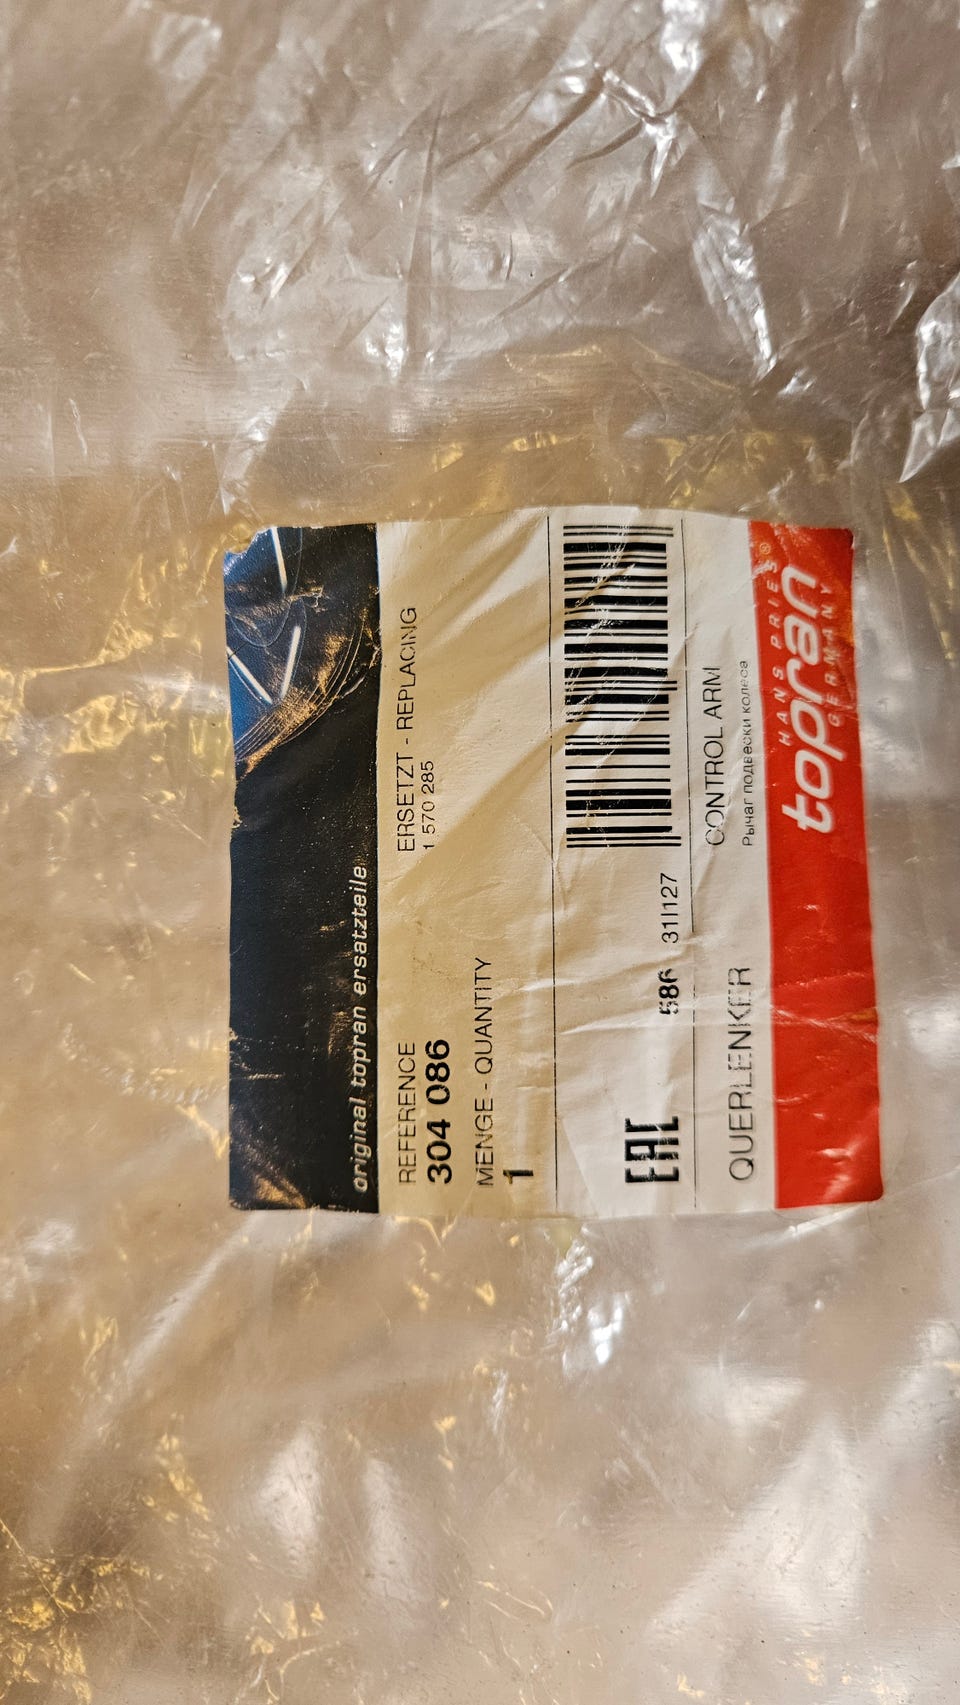 original topran ersatzteile
REFERENCE
304 086
ERSETZT - REPLACING
1 570 285
MENGE - QUANTITY
1
EAC
586 31I127
QUERLENKER
CONTROL ARM
Рычаг подвески колеса
HANS PRIES
topran®
GERMANY